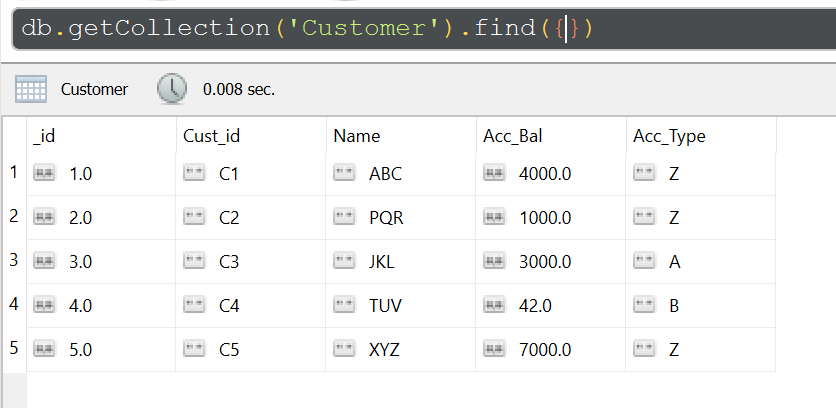 db.getCollection('Customer').find({})
Customer 0.008 sec.
_id Cust_id Name Acc_Bal Acc_Type
1 1.0 C1 ABC 4000.0 Z
2 2.0 C2 PQR 1000.0 Z
3 3.0 C3 JKL 3000.0 A
4 4.0 C4 TUV 42.0 B
5 5.0 C5 XYZ 7000.0 Z